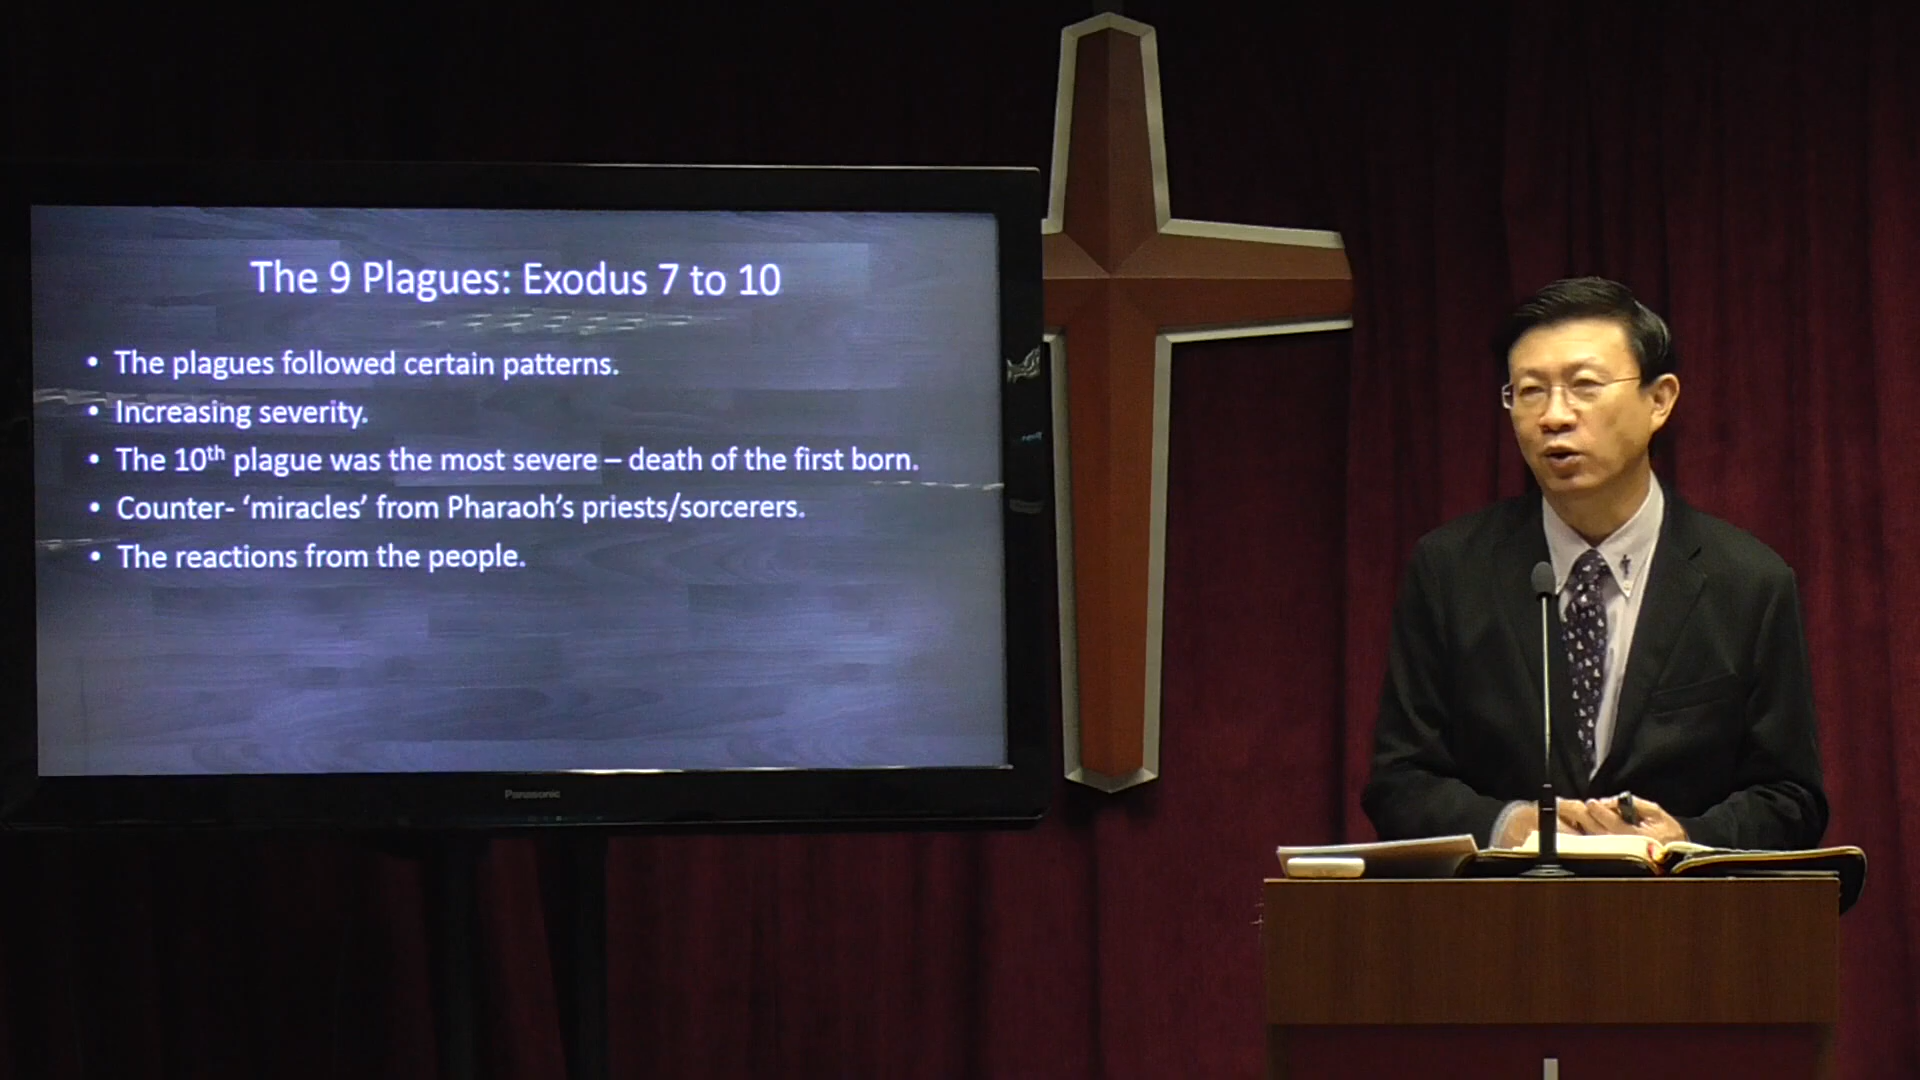 The 9 Plagues: Exodus 7 to 10
• The plagues followed certain patterns.
• Increasing severity.
• The 10th plague was the most severe – death of the first born.
• Counter- ‘miracles’ from Pharaoh’s priests/sorcerers.
• The reactions from the people.
Panasonic